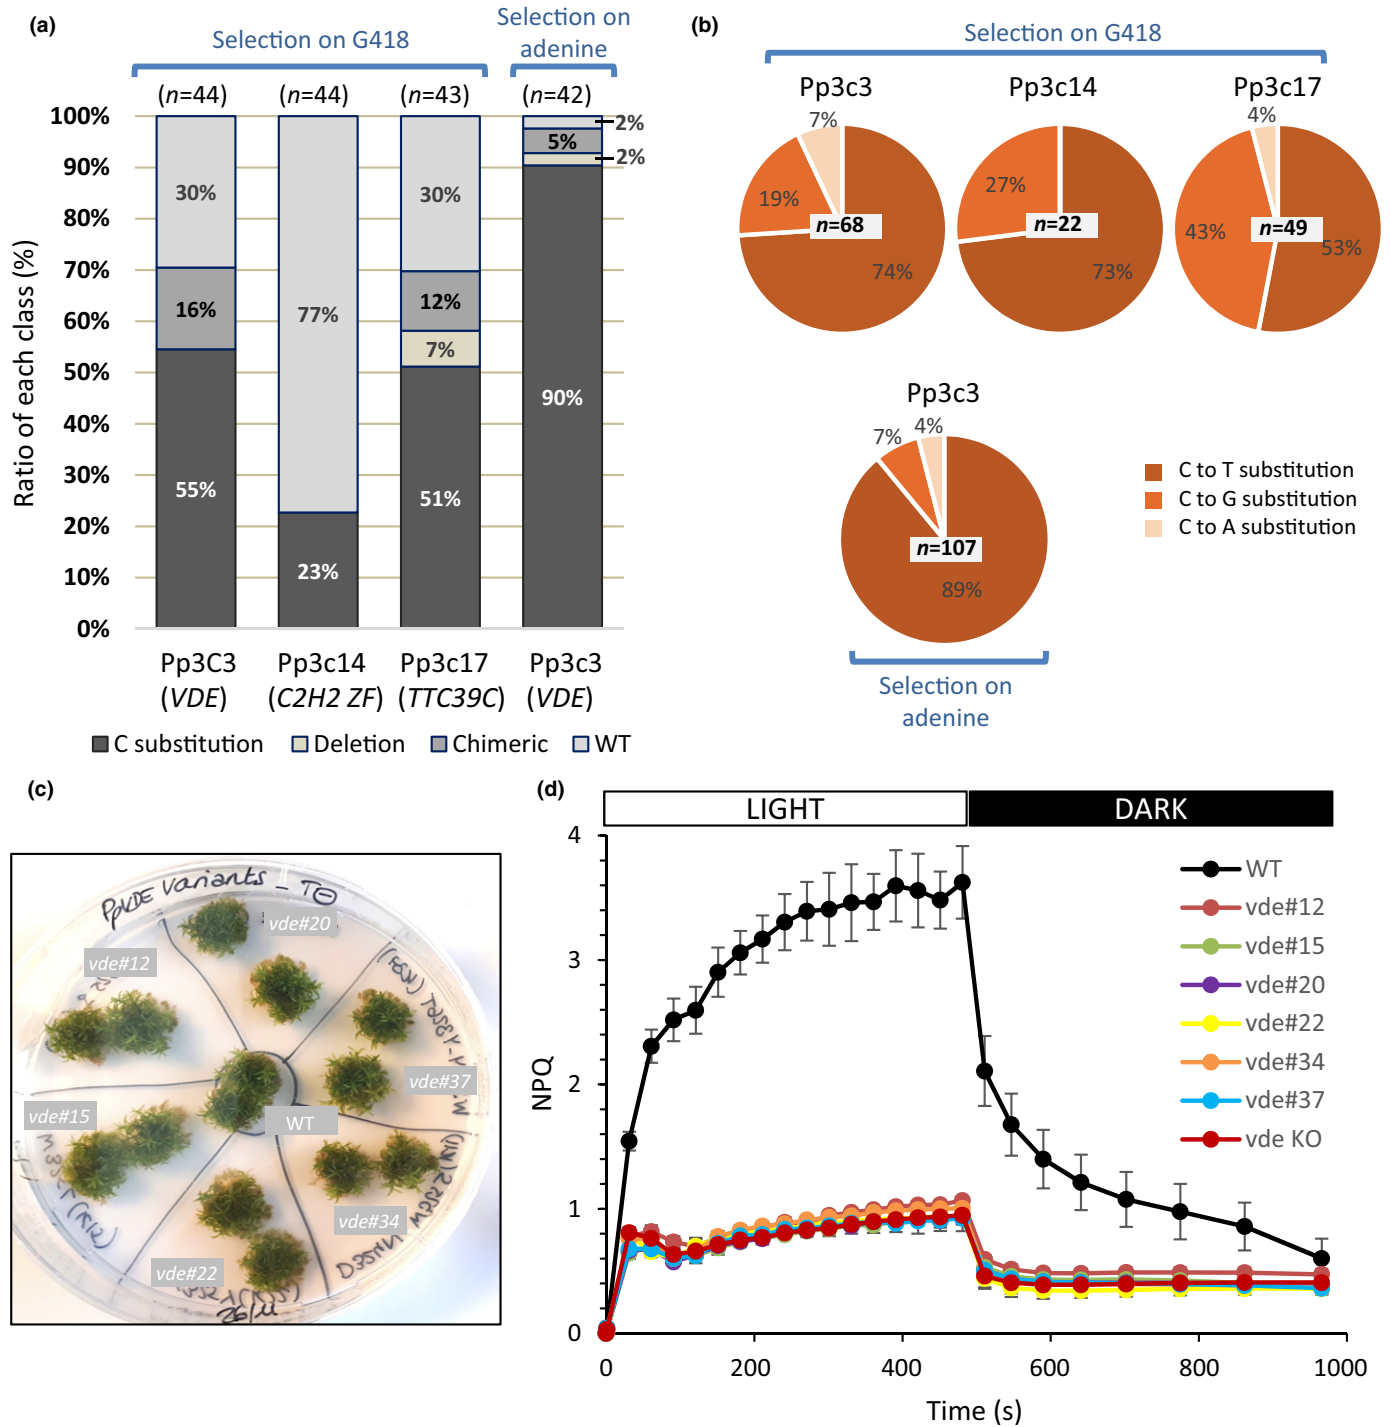 (a)
Selection on G418
Selection on
adenine
(n=44)
(n=44)
(n=43)
(n=42)
Ratio of each class (%)
100%
90%
80%
70%
60%
50%
40%
30%
20%
10%
0%
30%
16%
55%
77%
23%
30%
12%
7%
51%
2%
5%
2%
90%
Pp3C3
(VDE)
Pp3c14
(C2H2 ZF)
Pp3c17
(TTC39C)
Pp3c3
(VDE)
C substitution
Deletion
Chimeric
WT
(b)
Selection on G418
Pp3c3
Pp3c14
Pp3c17
7%
19%
n=68
74%
27%
n=22
73%
4%
43%
n=49
53%
Pp3c3
7%
4%
n=107
89%
Selection on
adenine
C to T substitution
C to G substitution
C to A substitution
(c)
PpVDE Variants _ T⊖
vde#20
vde#12
vde#37
vde#15
WT
vde#34
vde#22
26/11
(d)
LIGHT
DARK
NPQ
4
3
2
1
0
0
200
400
600
800
1000
Time (s)
WT
vde#12
vde#15
vde#20
vde#22
vde#34
vde#37
vde KO